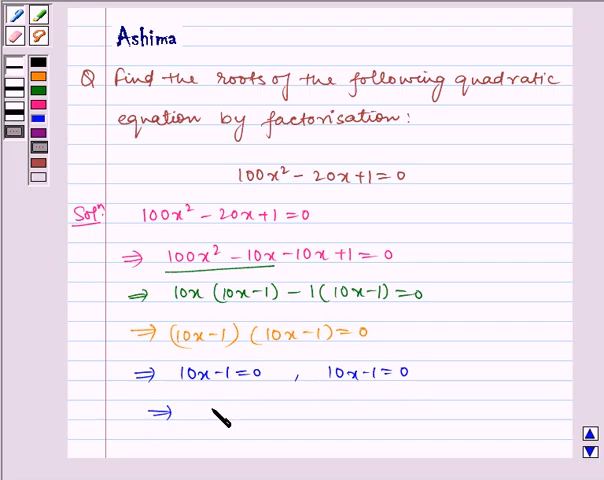 Ashima
Q Find the roots of the following quadratic
equation by factorisation:
100x² - 20x + 1 = 0
Solⁿ: 100x² - 20x + 1 = 0
⇒ 100x² - 10x - 10x + 1 = 0
⇒ 10x (10x - 1) - 1 (10x - 1) = 0
⇒ (10x - 1) (10x - 1) = 0
⇒ 10x - 1 = 0 , 10x - 1 = 0
⇒